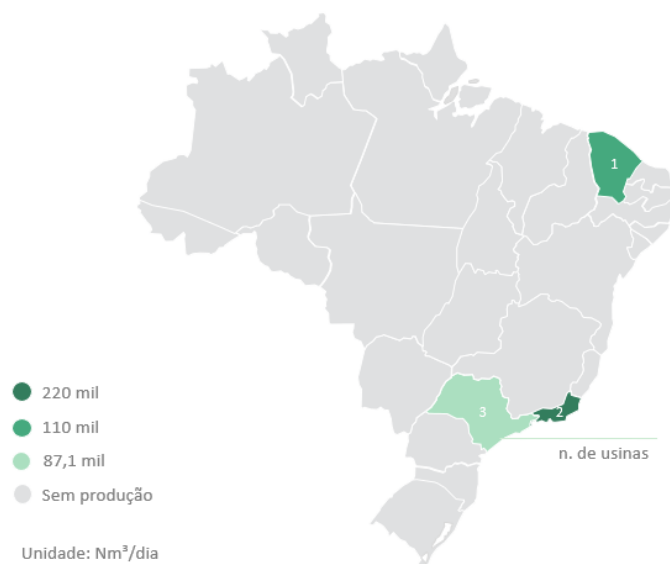 1
220 mil
110 mil
87,1 mil
Sem produção
3
2
n. de usinas
Unidade: Nm³/dia